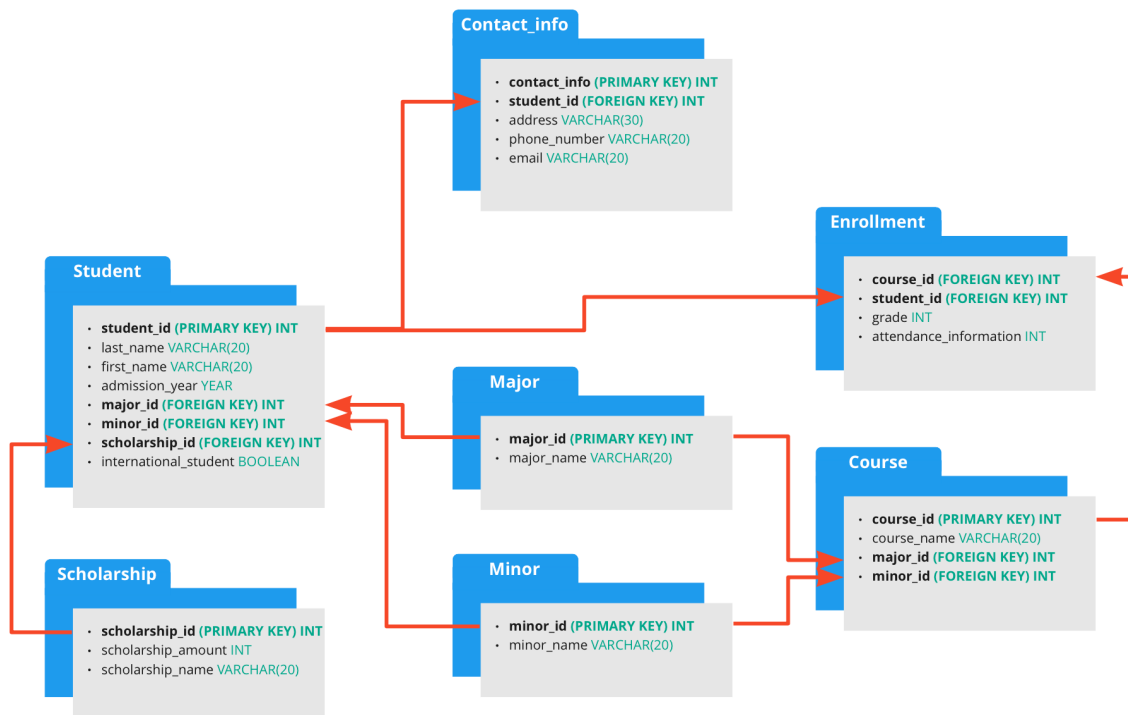 Contact_info
• contact_info (PRIMARY KEY) INT
• student_id (FOREIGN KEY) INT
• address VARCHAR(30)
• phone_number VARCHAR(20)
• email VARCHAR(20)
Enrollment
• course_id (FOREIGN KEY) INT
• student_id (FOREIGN KEY) INT
• grade INT
• attendance_information INT
Student
• student_id (PRIMARY KEY) INT
• last_name VARCHAR(20)
• first_name VARCHAR(20)
• admission_year YEAR
• major_id (FOREIGN KEY) INT
• minor_id (FOREIGN KEY) INT
• scholarship_id (FOREIGN KEY) INT
• international_student BOOLEAN
Major
• major_id (PRIMARY KEY) INT
• major_name VARCHAR(20)
Course
• course_id (PRIMARY KEY) INT
• course_name VARCHAR(20)
• major_id (FOREIGN KEY) INT
• minor_id (FOREIGN KEY) INT
Scholarship
• scholarship_id (PRIMARY KEY) INT
• scholarship_amount INT
• scholarship_name VARCHAR(20)
Minor
• minor_id (PRIMARY KEY) INT
• minor_name VARCHAR(20)